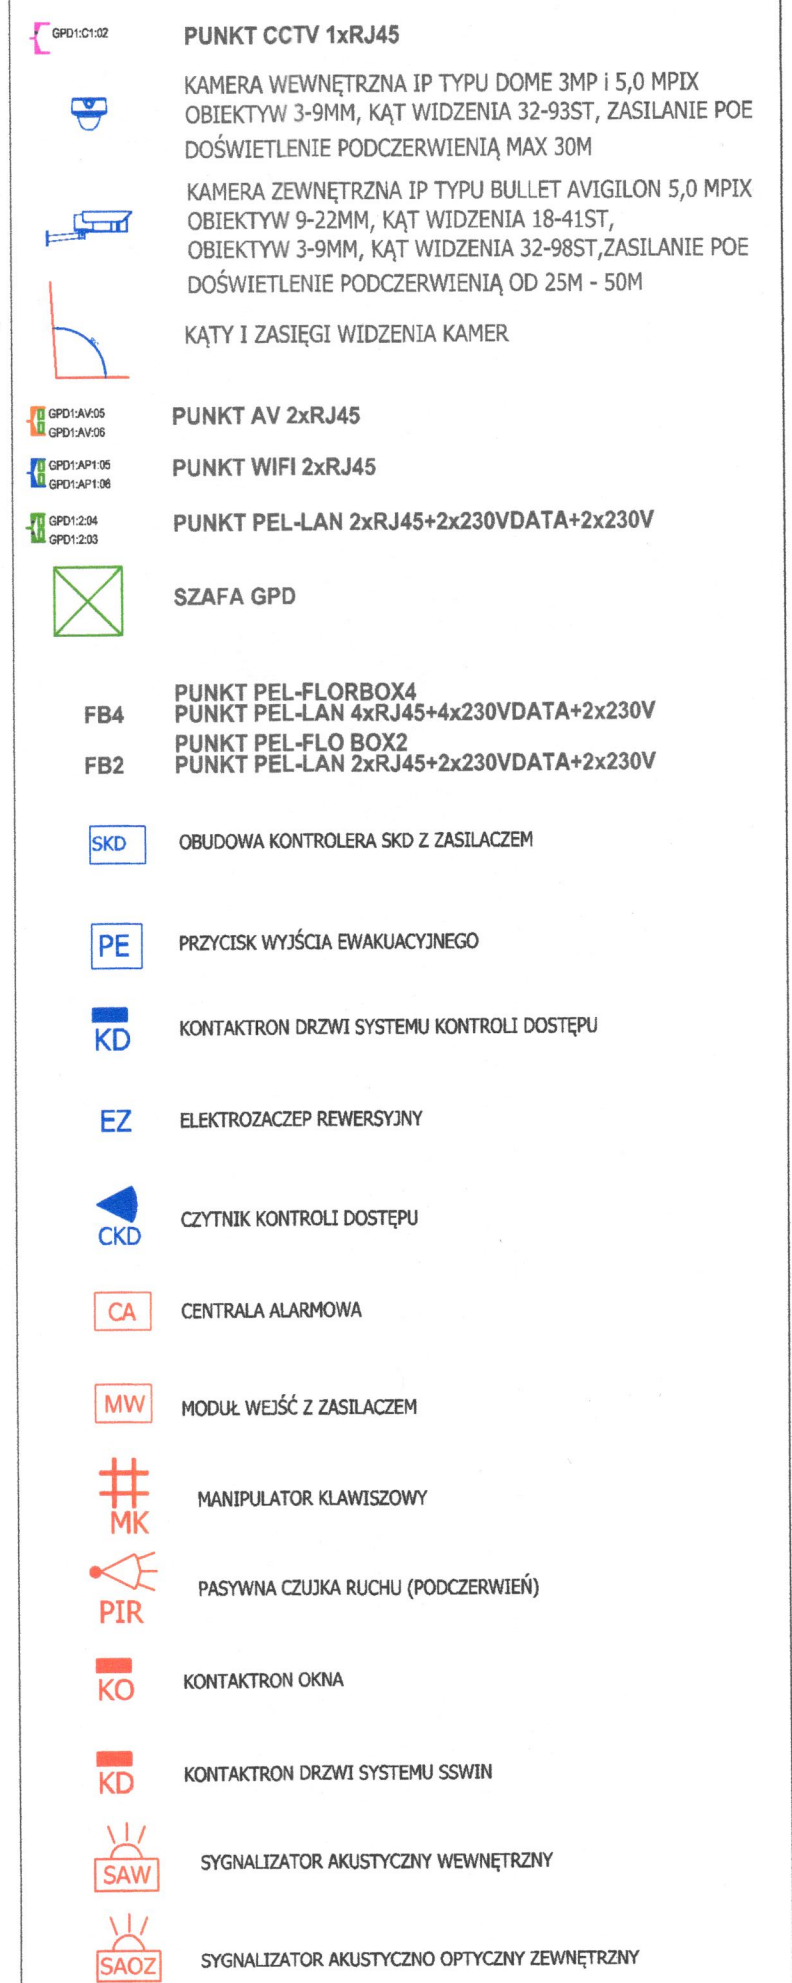 GPD1:C1:02 PUNKT CCTV 1xRJ45
KAMERA WEWNĘTRZNA IP TYPU DOME 3MP i 5,0 MPIX
OBIEKTYW 3-9MM, KĄT WIDZENIA 32-93ST, ZASILANIE POE
DOŚWIETLENIE PODCZERWIENIĄ MAX 30M
KAMERA ZEWNĘTRZNA IP TYPU BULLET AVIGILON 5,0 MPIX
OBIEKTYW 9-22MM, KĄT WIDZENIA 18-41ST,
OBIEKTYW 3-9MM, KĄT WIDZENIA 32-98ST,ZASILANIE POE
DOŚWIETLENIE PODCZERWIENIĄ OD 25M - 50M
KĄTY I ZASIĘGI WIDZENIA KAMER
GPD1:AV:05
GPD1:AV:06
PUNKT AV 2xRJ45
GPD1:AP1:05
GPD1:AP1:06
PUNKT WIFI 2xRJ45
GPD1:2:04
GPD1:2:03
PUNKT PEL-LAN 2xRJ45+2x230VDATA+2x230V
SZAFA GPD
PUNKT PEL-FLORBOX4
FB4 PUNKT PEL-LAN 4xRJ45+4x230VDATA+2x230V
PUNKT PEL-FLO BOX2
FB2 PUNKT PEL-LAN 2xRJ45+2x230VDATA+2x230V
SKD OBUDOWA KONTROLERA SKD Z ZASILACZEM
PE PRZYCISK WYJŚCIA EWAKUACYJNEGO
KD KONTAKTRON DRZWI SYSTEMU KONTROLI DOSTĘPU
EZ ELEKTROZACZEP REWERSYJNY
CKD CZYTNIK KONTROLI DOSTĘPU
CA CENTRALA ALARMOWA
MW MODUŁ WEJŚĆ Z ZASILACZEM
MK MANIPULATOR KLAWISZOWY
PIR PASYWNA CZUJKA RUCHU (PODCZERWIEŃ)
KO KONTAKTRON OKNA
KD KONTAKTRON DRZWI SYSTEMU SSWIN
SAW SYGNALIZATOR AKUSTYCZNY WEWNĘTRZNY
SAOZ SYGNALIZATOR AKUSTYCZNO OPTYCZNY ZEWNĘTRZNY